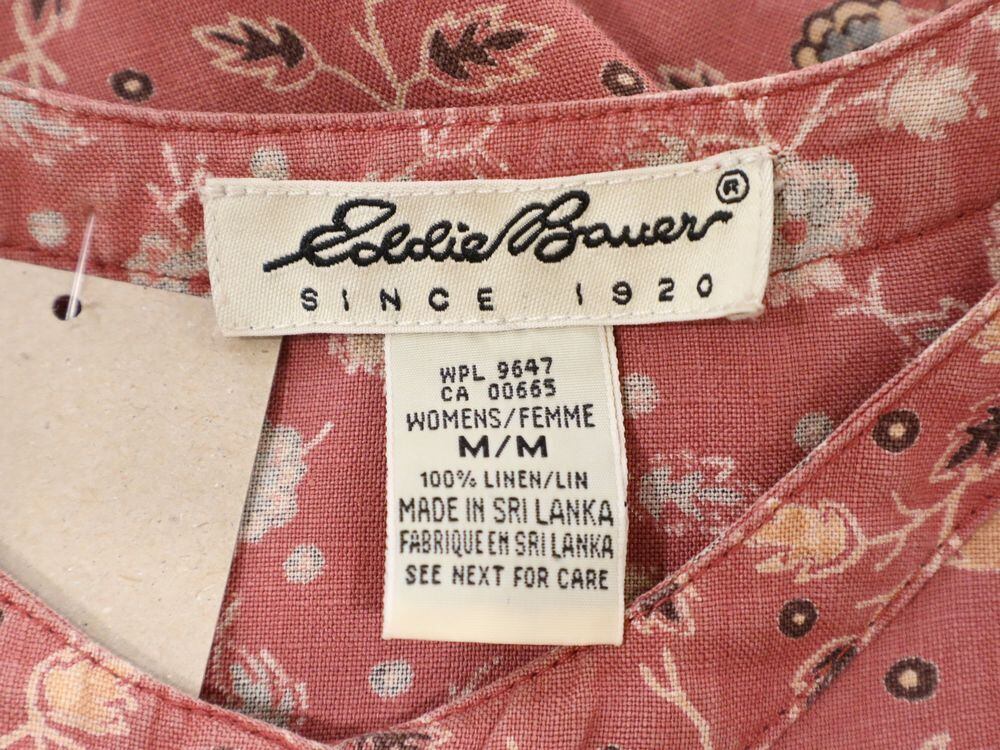 Eddie Bauer®
SINCE 1920
WPL 9647
CA 00665
WOMENS/FEMME
M/M
100% LINEN/LIN
MADE IN SRI LANKA
FABRIQUE EN SRI LANKA
SEE NEXT FOR CARE